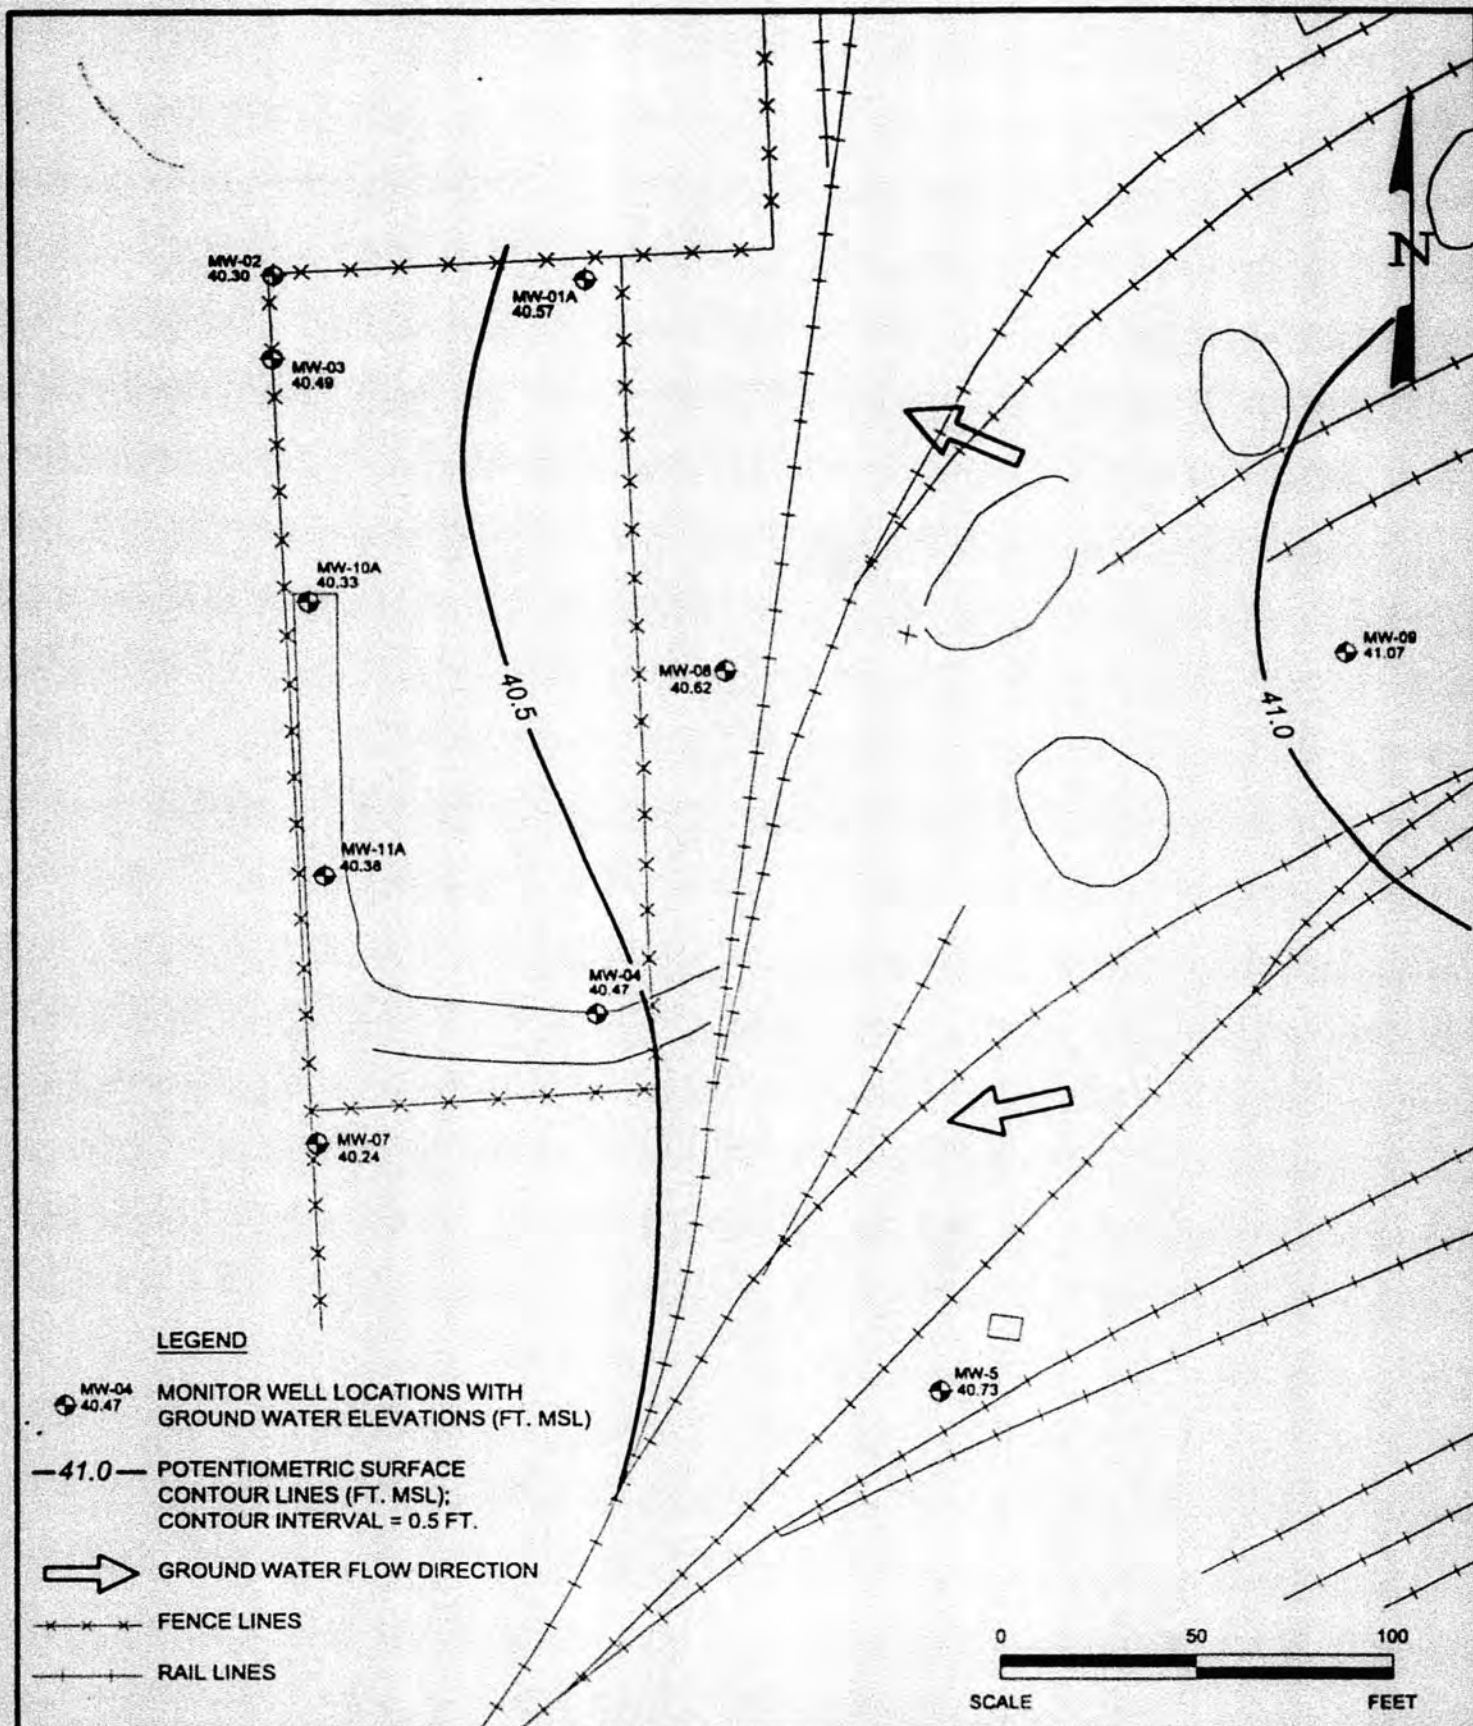 N
MW-02
40.30
MW-01A
40.57
MW-03
40.49
MW-10A
40.33
MW-08
40.62
MW-09
41.07
40.5
41.0
MW-11A
40.38
MW-04
40.47
MW-07
40.24
MW-5
40.73
LEGEND
MW-04
40.47
MONITOR WELL LOCATIONS WITH
GROUND WATER ELEVATIONS (FT. MSL)
41.0
POTENTIOMETRIC SURFACE
CONTOUR LINES (FT. MSL);
CONTOUR INTERVAL = 0.5 FT.
GROUND WATER FLOW DIRECTION
FENCE LINES
RAIL LINES
0 50 100
SCALE FEET